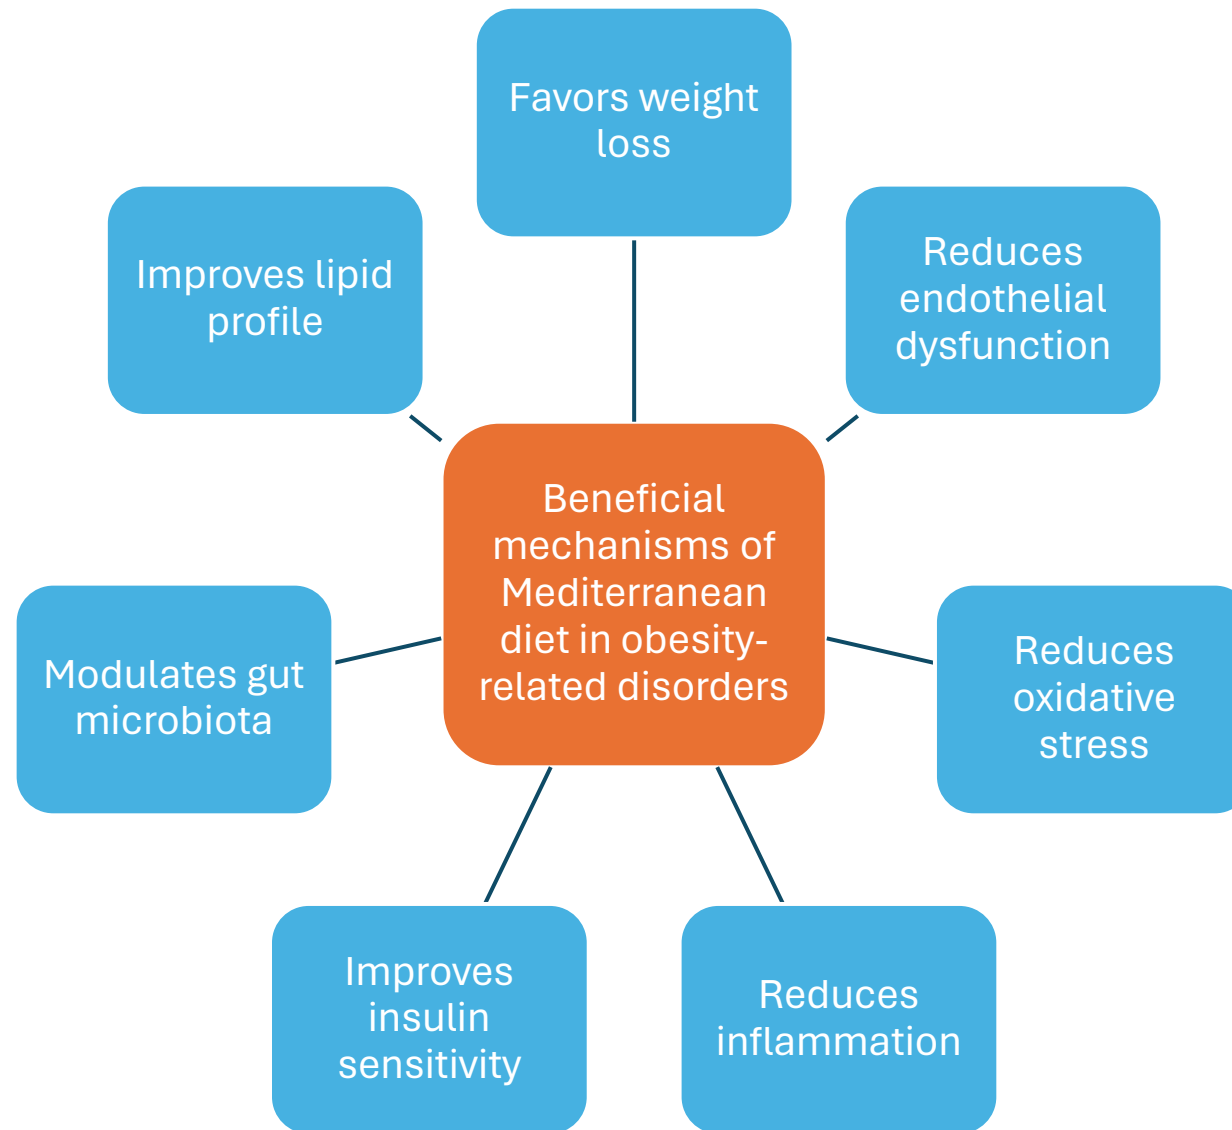 Favors weight
loss
Reduces
endothelial
dysfunction
Reduces
oxidative
stress
Reduces
inflammation
Improves
insulin
sensitivity
Modulates gut
microbiota
Improves lipid
profile
Beneficial
mechanisms of
Mediterranean
diet in obesity-
related disorders